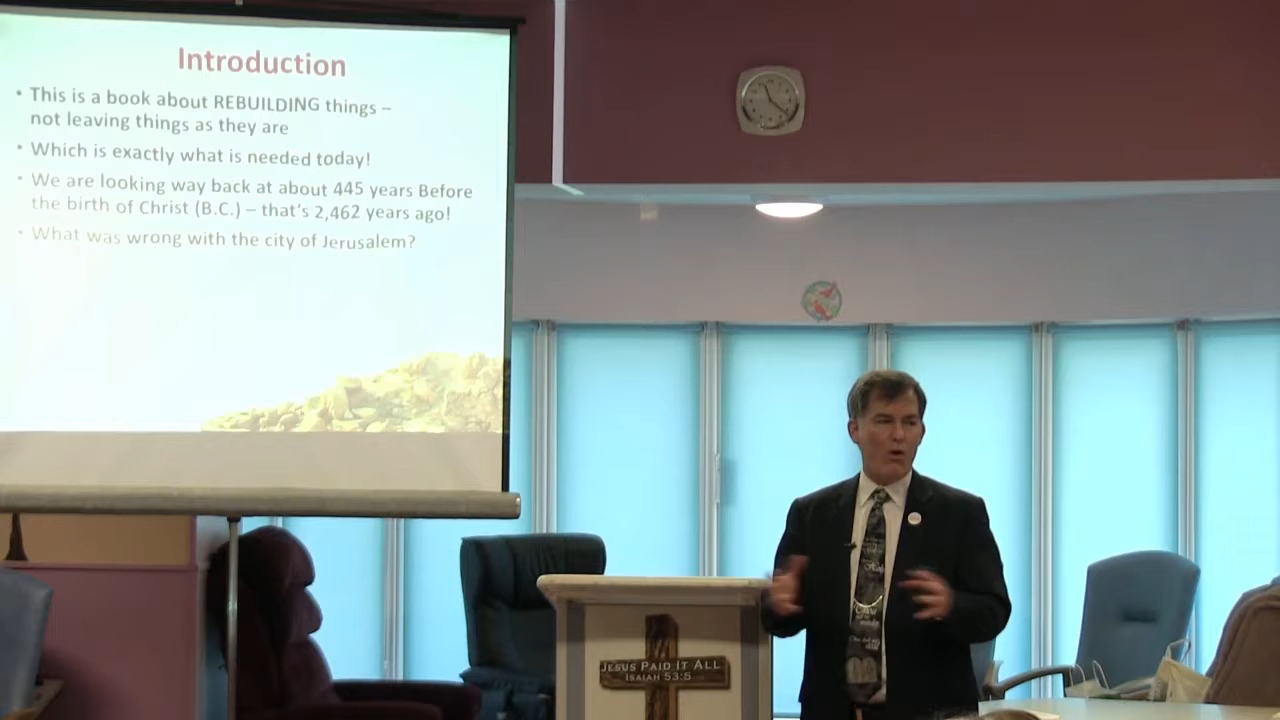 Introduction
• This is a book about REBUILDING things –
not leaving things as they are
• Which is exactly what is needed today!
• We are looking way back at about 445 years Before
the birth of Christ (B.C.) – that's 2,462 years ago!
• What was wrong with the city of Jerusalem?
JESUS PAID IT ALL
ISAIAH 53:5